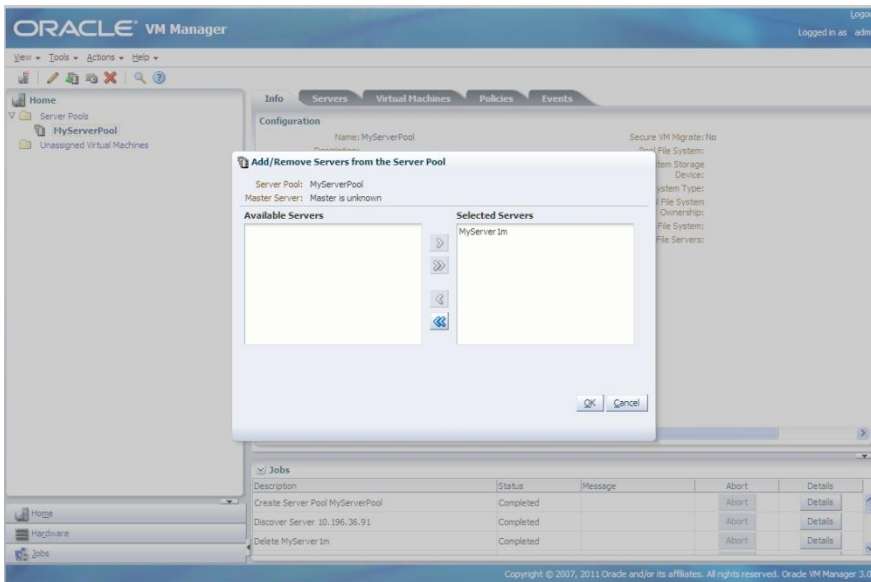 ORACLE VM Manager
Logou
Logged in as adm
View Tools Actions Help
Home
Server Pools
MyServerPool
Unassigned Virtual Machines
Info Servers Virtual Machines Policies Events
Configuration
Name: MyServerPool
Secure VM Migrate: No
Pool File System:
tem Storage
Device:
ystem Type:
l File System
Ownership:
File System:
File Servers:
Add/Remove Servers from the Server Pool
Server Pool: MyServerPool
Master Server: Master is unknown
Available Servers
Selected Servers
MyServer1m
OK Cancel
Jobs
Description Status Message Abort Details
Create Server Pool MyServerPool Completed Abort Details
Discover Server 10.196.36.91 Completed Abort Details
Delete MyServer1m Completed Abort Details
Home
Hardware
Jobs
Copyright © 2007, 2011 Oracle and/or its affiliates. All rights reserved. Oracle VM Manager 3.0